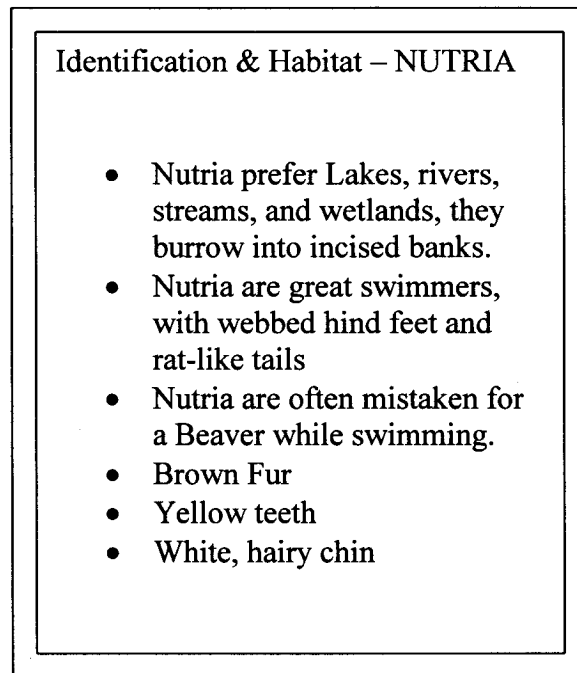 Identification & Habitat – NUTRIA
• Nutria prefer Lakes, rivers,
streams, and wetlands, they
burrow into incised banks.
• Nutria are great swimmers,
with webbed hind feet and
rat-like tails
• Nutria are often mistaken for
a Beaver while swimming.
• Brown Fur
• Yellow teeth
• White, hairy chin